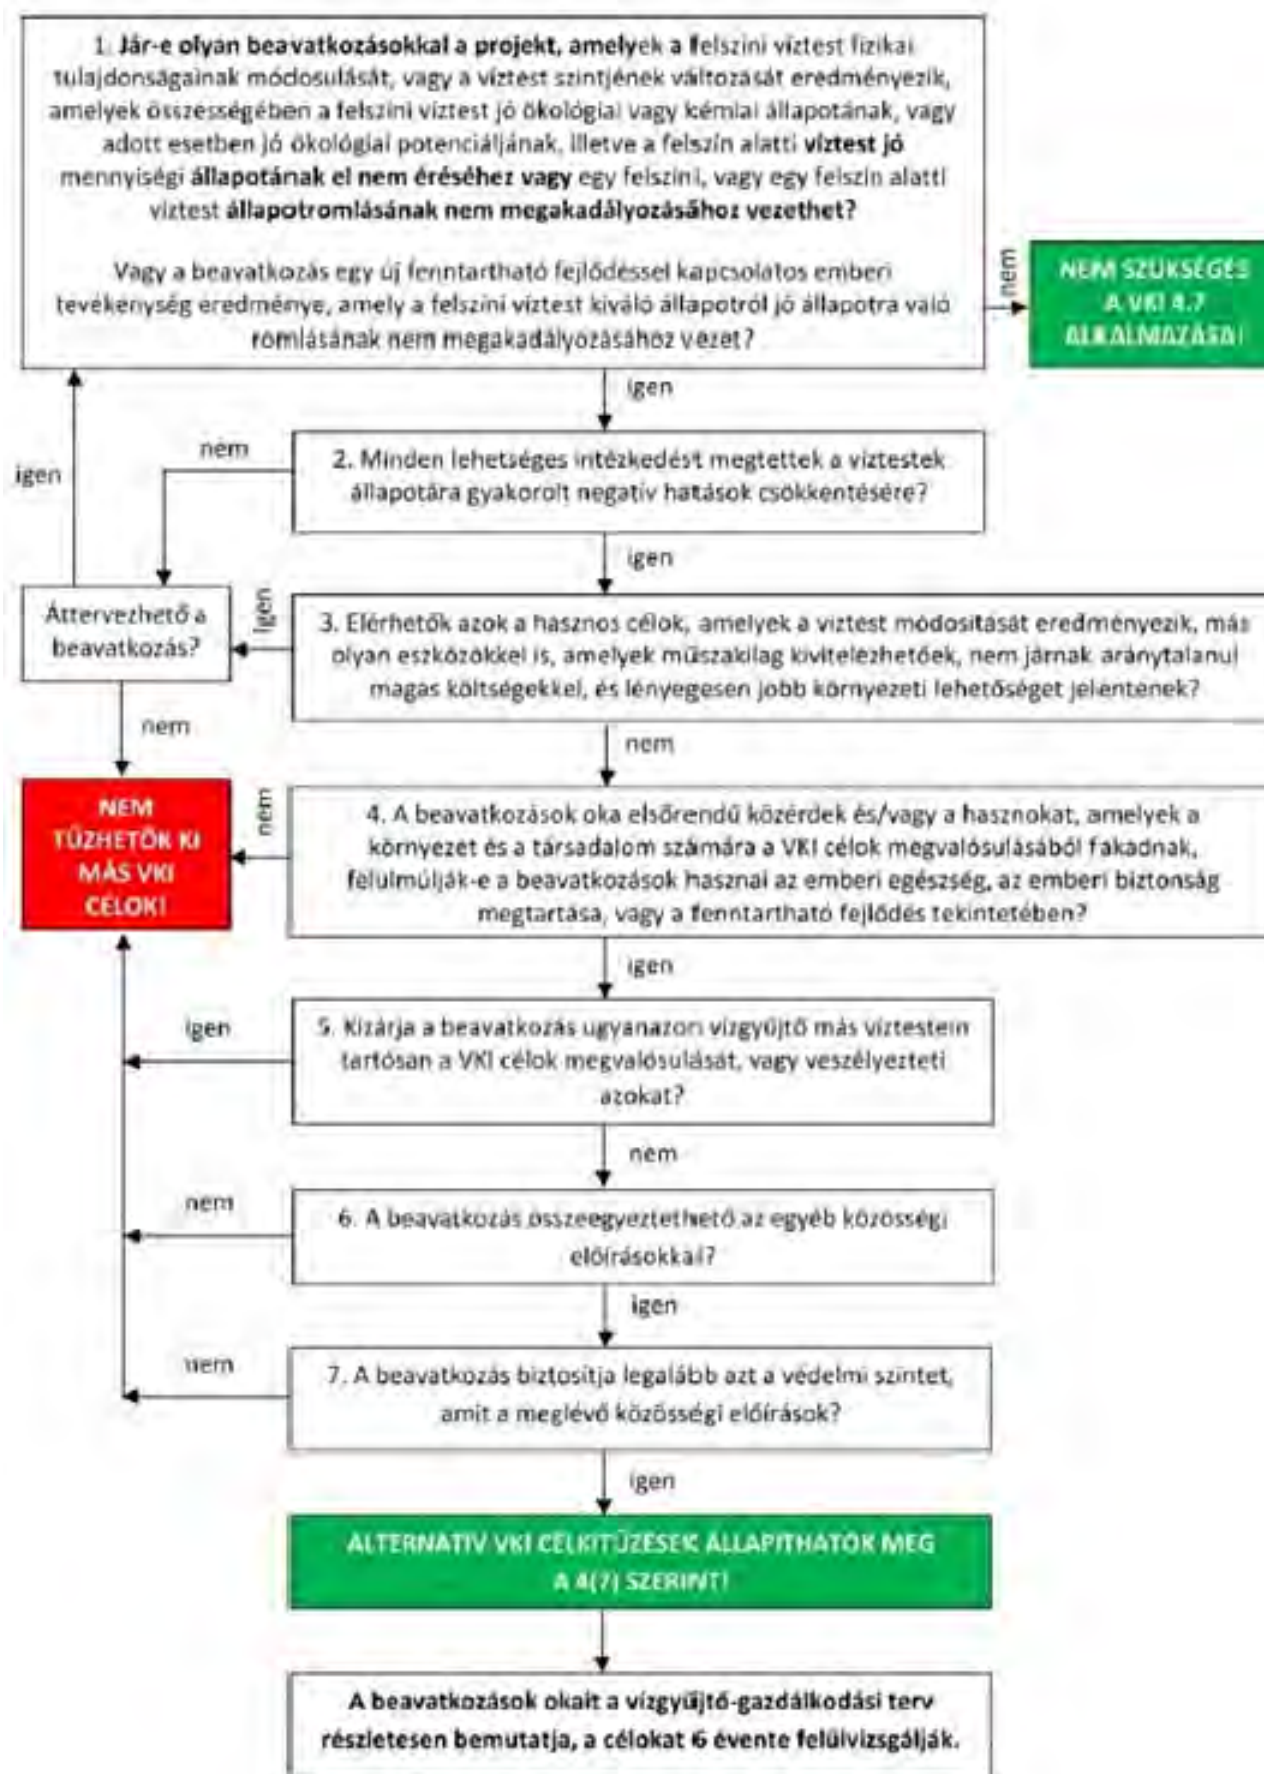 1. Jár-e olyan beavatkozásokkal a projekt, amelyek a felszíni víztest fizikai
tulajdonságainak módosulását, vagy a víztest szintjének változását eredményezik,
amelyek összességében a felszíni víztest jó ökológiai vagy kémiai állapotának, vagy
adott esetben jó ökológiai potenciáljának, illetve a felszín alatti víztest jó
mennyiségi állapotának el nem éréséhez vagy egy felszíni, vagy egy felszín alatti
víztest állapotromlásának nem megakadályozásához vezethet?
Vagy a beavatkozás egy új fenntartható fejlődéssel kapcsolatos emberi
tevékenység eredménye, amely a felszíni víztest kiváló állapotról jó állapotra való
romlásának nem megakadályozásához vezet?
nem
NEM SZÜKSÉGES
A VKI 4.7
ALKALMAZÁSA!
igen
igen
nem
2. Minden lehetséges intézkedést megtettek a víztestek
állapotára gyakorolt negatív hatások csökkentésére?
igen
Áttervezhető a
beavatkozás?
igen
3. Elérhetők azok a hasznos célok, amelyek a víztest módosítását eredményezik, más
olyan eszközökkel is, amelyek műszakilag kivitelezhetőek, nem járnak aránytalanul
magas költségekkel, és lényegesen jobb környezeti lehetőséget jelentenek?
nem
nem
NEM
TŰZHETŐK KI
MÁS VKI
CÉLOK!
nem
4. A beavatkozások oka elsőrendű közérdek és/vagy a hasznokat, amelyek a
környezet és a társadalom számára a VKI célok megvalósulásából fakadnak,
felülmúlják-e a beavatkozások hasznai az emberi egészség, az emberi biztonság
megtartása, vagy a fenntartható fejlődés tekintetében?
igen
igen
5. Kizárja a beavatkozás ugyanazon vízgyűjtő más víztestein
tartósan a VKI célok megvalósulását, vagy veszélyezteti
azokat?
nem
nem
6. A beavatkozás összeegyeztethető az egyéb közösségi
előírásokkal?
igen
nem
7. A beavatkozás biztosítja legalább azt a védelmi szintet,
amit a meglévő közösségi előírások?
igen
ALTERNATÍV VKI CÉLKITŰZÉSEK ÁLLAPÍTHATÓK MEG
A 4(7) SZERINT!
A beavatkozások okait a vízgyűjtő-gazdálkodási terv
részletesen bemutatja, a célokat 6 évente felülvizsgálják.